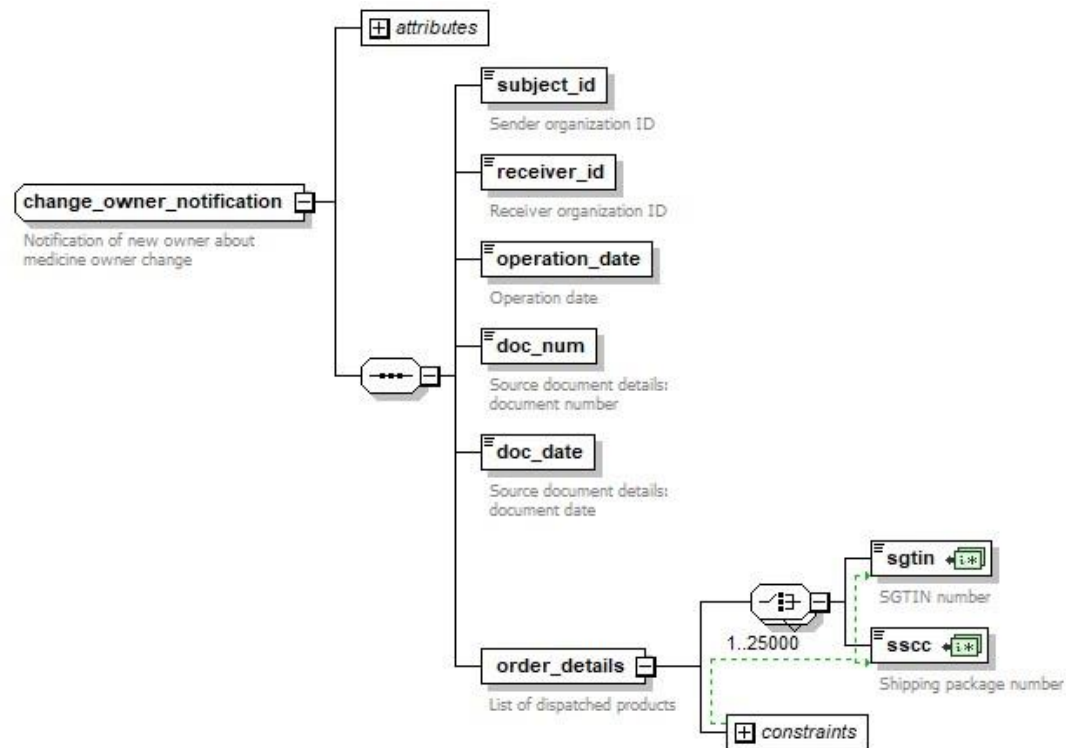 attributes
subject_id
Sender organization ID
receiver_id
Receiver organization ID
change_owner_notification
Notification of new owner about
medicine owner change
operation_date
Operation date
doc_num
Source document details:
document number
doc_date
Source document details:
document date
sgtin
SGTIN number
1..25000
sscc
Shipping package number
order_details
List of dispatched products
constraints